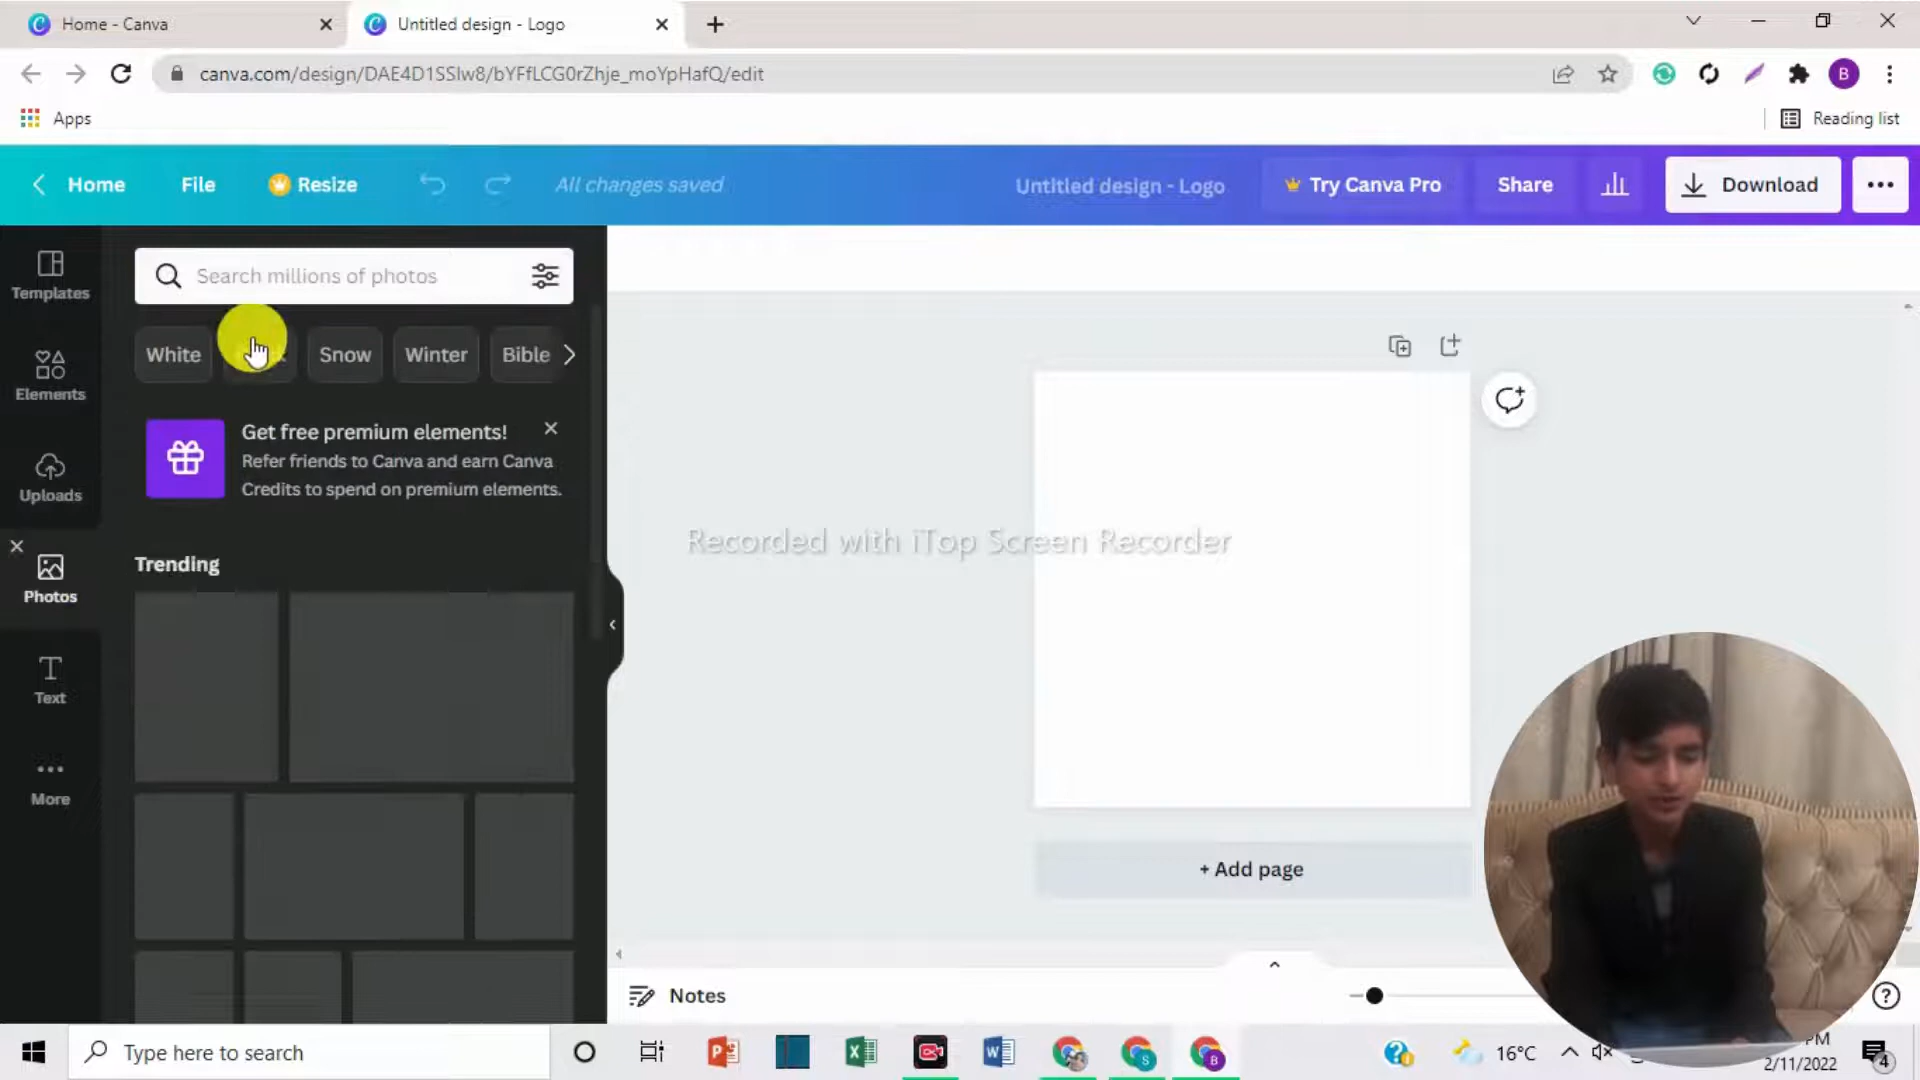 Home - Canva
Untitled design - Logo
canva.com/design/DAE4D1SSlw8/bYFfLCG0rZhje_moYpHafQ/edit
B
Apps
Reading list
Home
File
Resize
All changes saved
Untitled design - Logo
Try Canva Pro
Share
Download
Templates
Elements
Uploads
Photos
Text
More
Search millions of photos
White
Snow
Winter
Bible
Get free premium elements!
Refer friends to Canva and earn Canva
Credits to spend on premium elements.
Trending
Recorded with iTop Screen Recorder
+ Add page
Notes
Type here to search
16°C
PM
2/11/2022
4